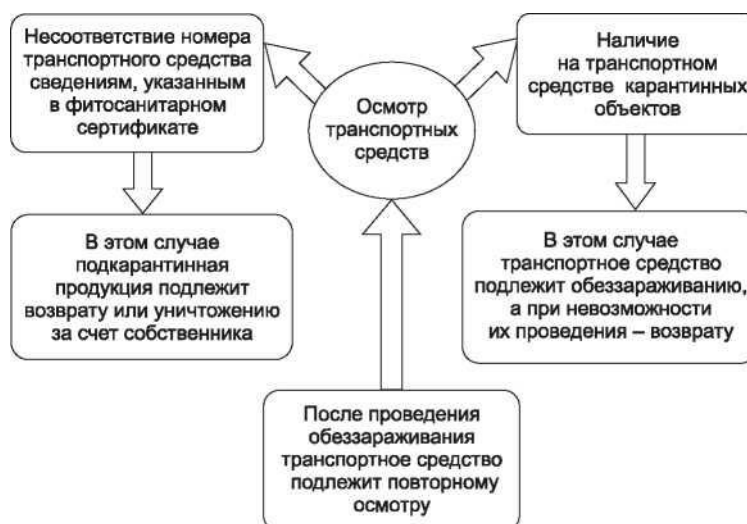 Несоответствие номера
транспортного средства
сведениям, указанным
в фитосанитарном
сертификате
Осмотр
транспортных
средств
Наличие
на транспортном
средстве карантинных
объектов
В этом случае
подкарантинная
продукция подлежит
возврату или уничтожению
за счет собственника
В этом случае
транспортное средство
подлежит обеззараживанию,
а при невозможности
их проведения – возврату
После проведения
обеззараживания
транспортное средство
подлежит повторному
осмотру